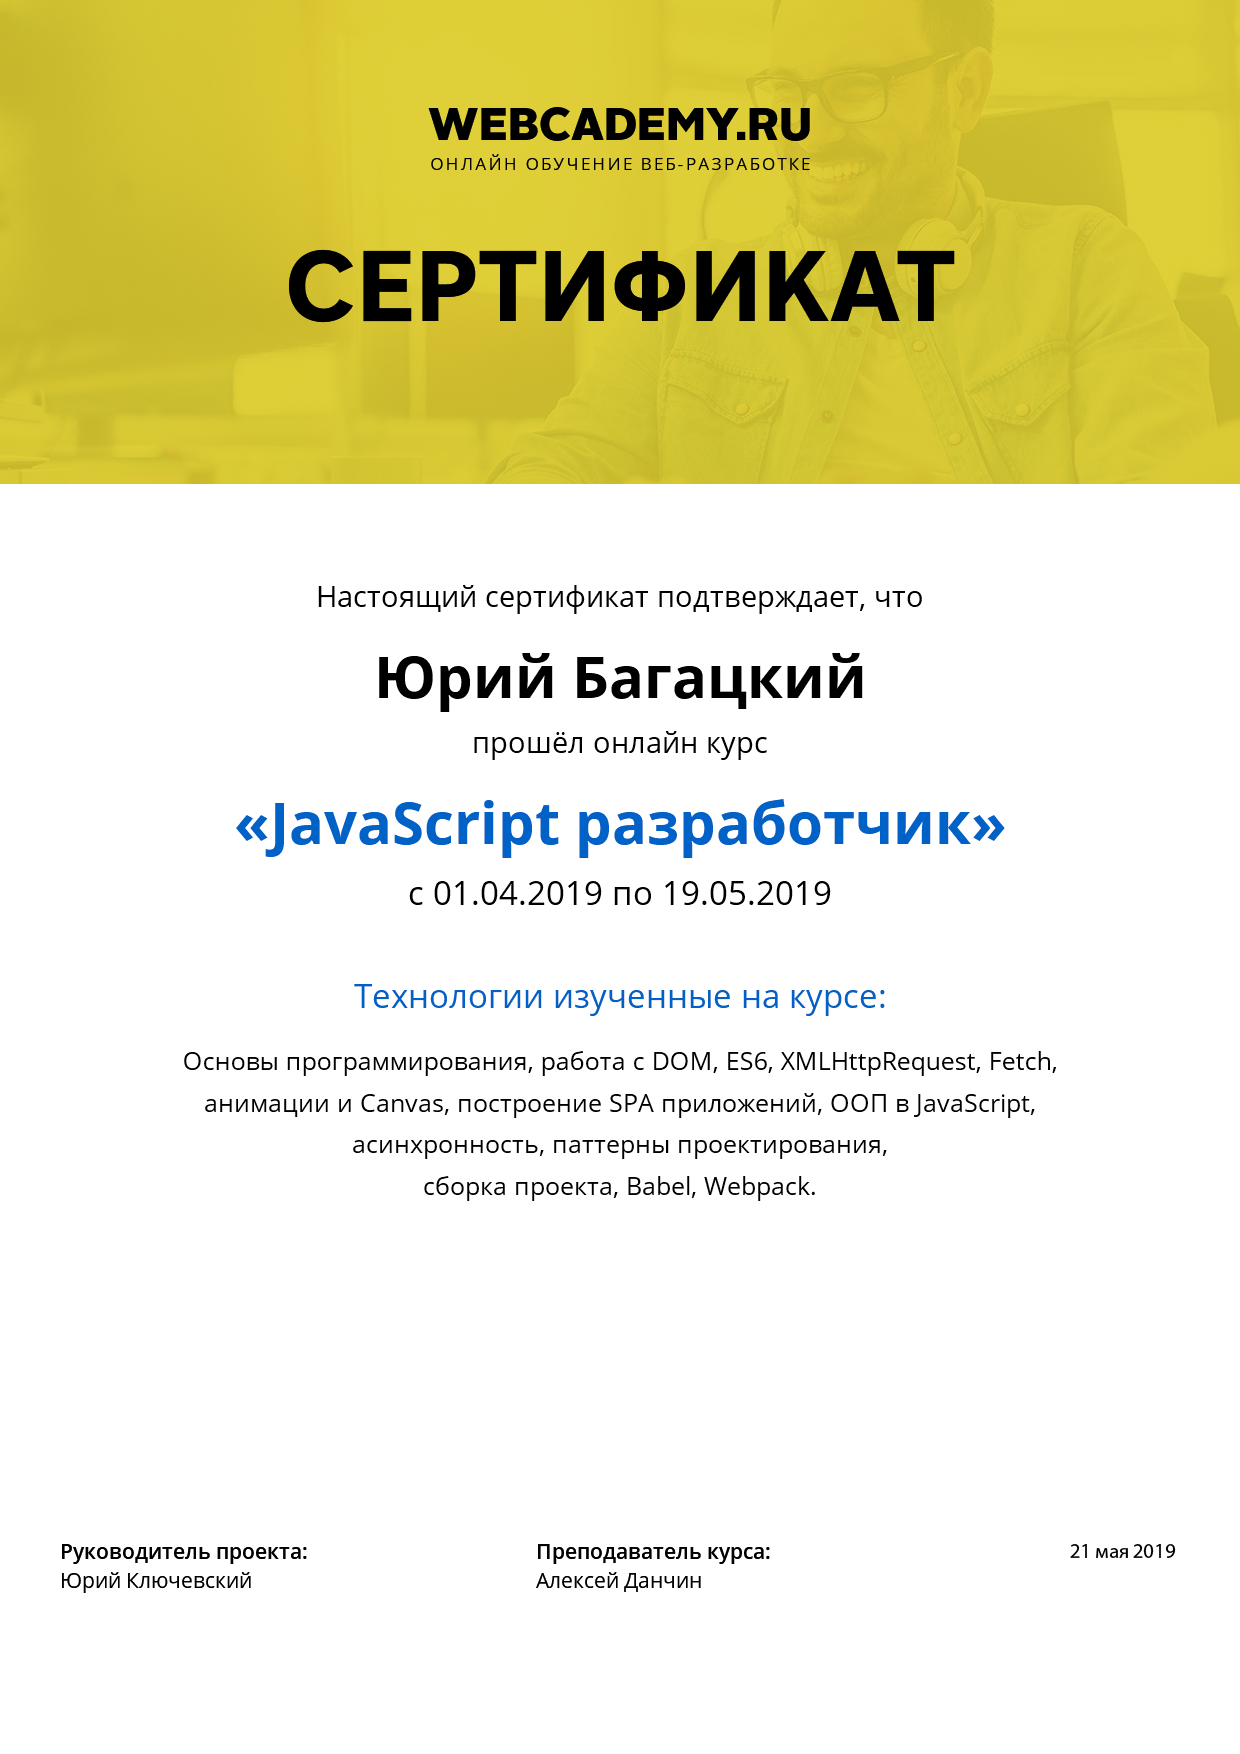 WEBCADEMY.RU
ОНЛАЙН ОБУЧЕНИЕ ВЕБ-РАЗРАБОТКЕ
СЕРТИФИКАТ
Настоящий сертификат подтверждает, что
Юрий Багацкий
прошёл онлайн курс
«JavaScript разработчик»
с 01.04.2019 по 19.05.2019
Технологии изученные на курсе:
Основы программирования, работа с DOM, ES6, XMLHttpRequest, Fetch,
анимации и Canvas, построение SPA приложений, ООП в JavaScript,
асинхронность, паттерны проектирования,
сборка проекта, Babel, Webpack.
Руководитель проекта:
Юрий Ключевский
Преподаватель курса:
Алексей Данчин
21 мая 2019